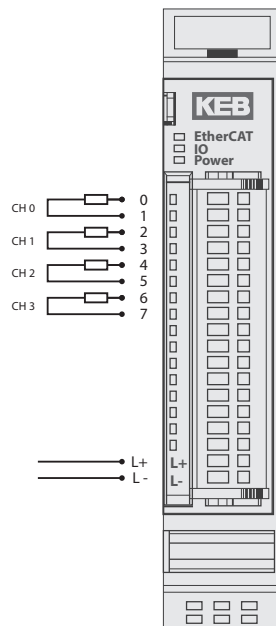 KEB
EtherCAT
IO
Power
CH 0
0
1
CH 1
2
3
CH 2
4
5
CH 3
6
7
L+
L -
L+
L-